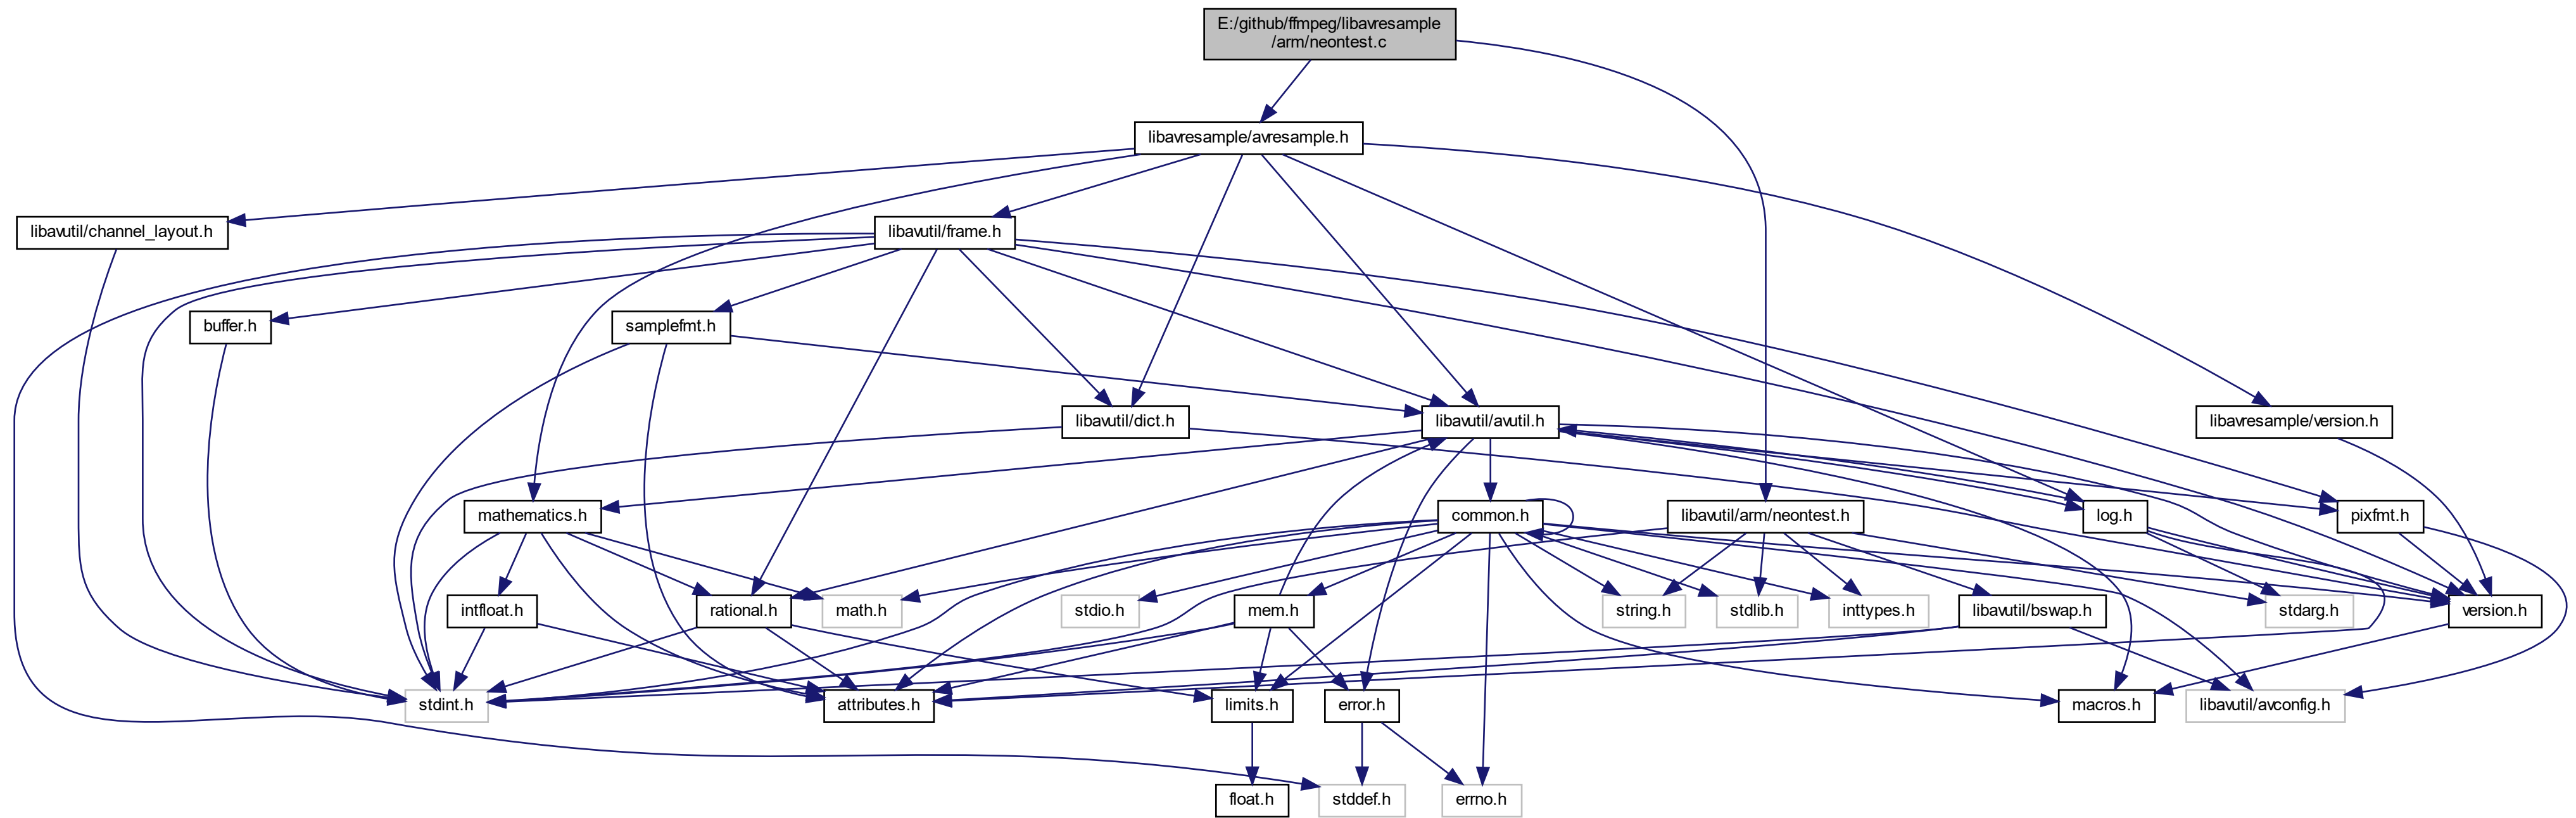 E:/github/ffmpeg/libavresample
/arm/neontest.c
libavresample/avresample.h
libavutil/channel_layout.h
libavutil/frame.h
buffer.h
samplefmt.h
libavutil/dict.h
libavutil/avutil.h
libavresample/version.h
mathematics.h
common.h
libavutil/arm/neontest.h
log.h
pixfmt.h
intfloat.h
rational.h
math.h
stdio.h
mem.h
string.h
stdlib.h
inttypes.h
libavutil/bswap.h
stdarg.h
version.h
stdint.h
attributes.h
limits.h
error.h
macros.h
libavutil/avconfig.h
float.h
stddef.h
errno.h